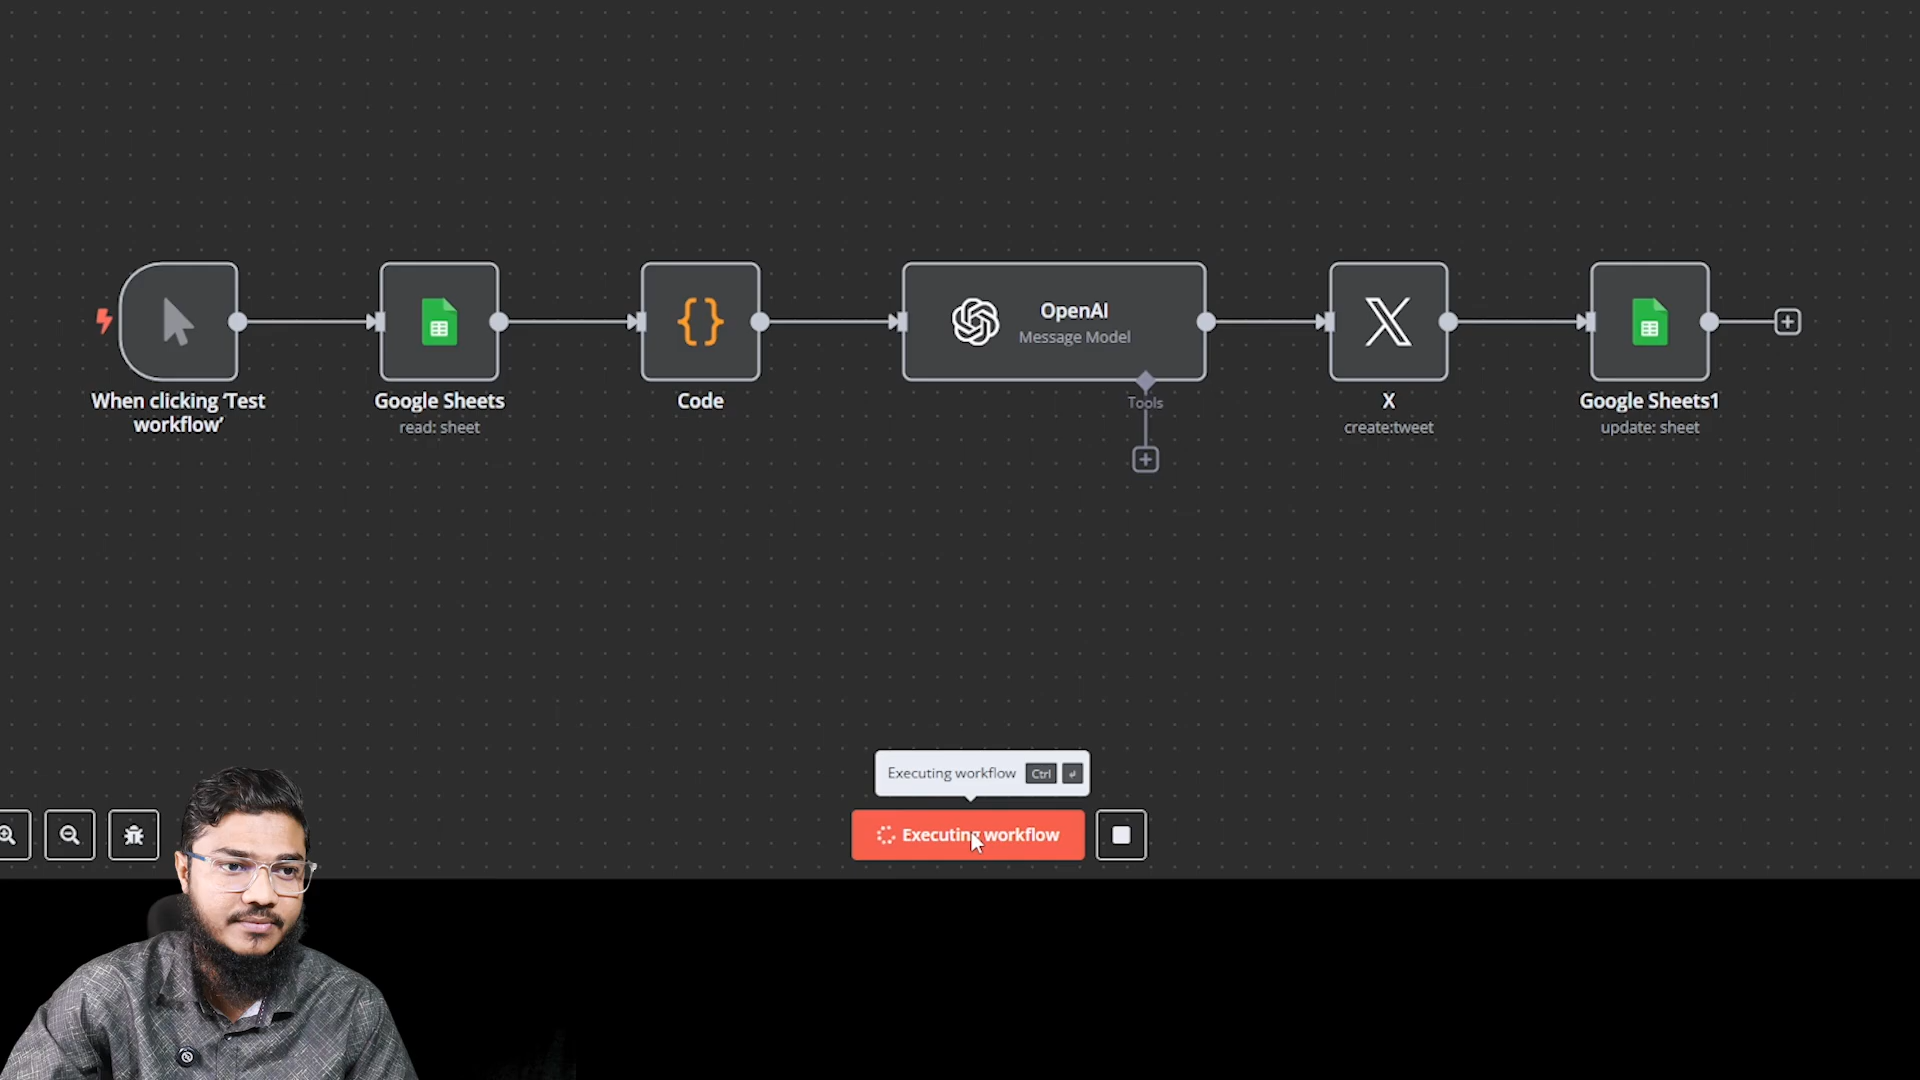 OpenAI
Message Model
Tools
When clicking ‘Test
workflow’
Google Sheets
read: sheet
Code
X
create:tweet
Google Sheets1
update: sheet
Executing workflow Ctrl ↵
Executing workflow